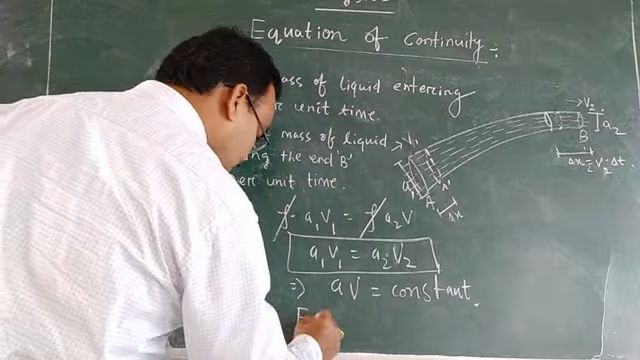 Equation of Continuity :
mass of liquid entering
unit time.
mass of liquid
the end 'B'
unit time.
ρ a₁V₁ = ρ a₂V
a₁V₁ = a₂V₂
⇒ aV = constant.
V₁
a₁
A
A'
Δx
V₂
a₂
B
Δx₂ = V₂·Δt